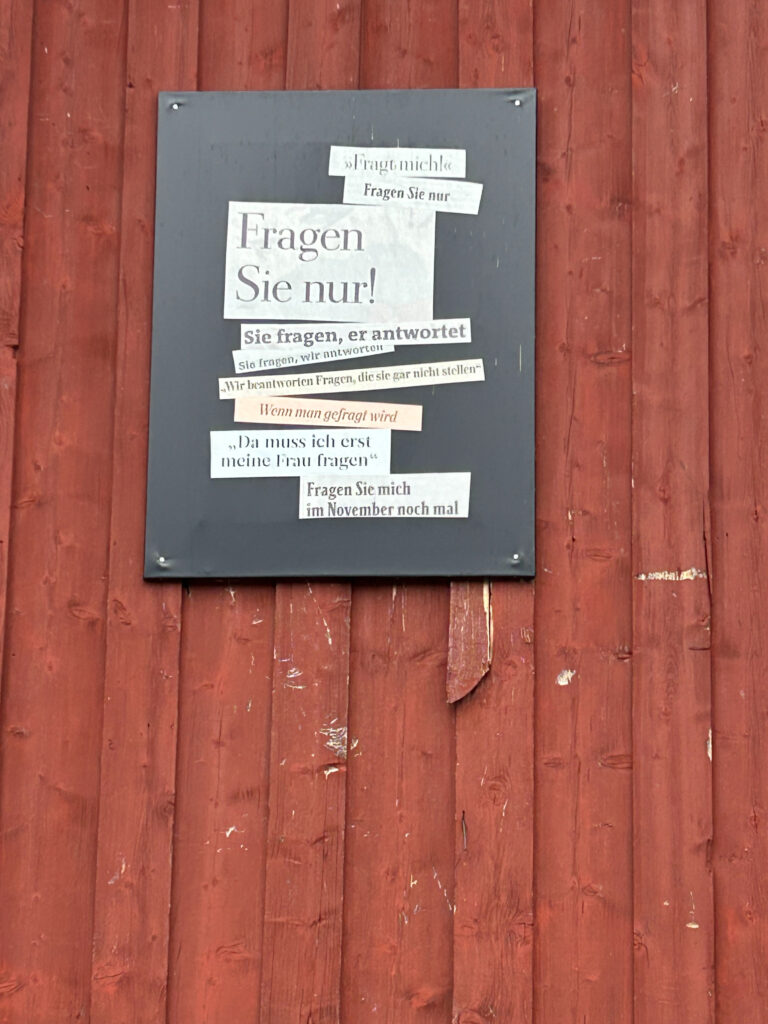 »Fragt mich!«
Fragen Sie nur
Fragen
Sie nur!
Sie fragen, er antwortet
Sie fragen, wir antworten
„Wir beantworten Fragen, die sie gar nicht stellen“
Wenn man gefragt wird
„Da muss ich erst
meine Frau fragen“
Fragen Sie mich
im November noch mal